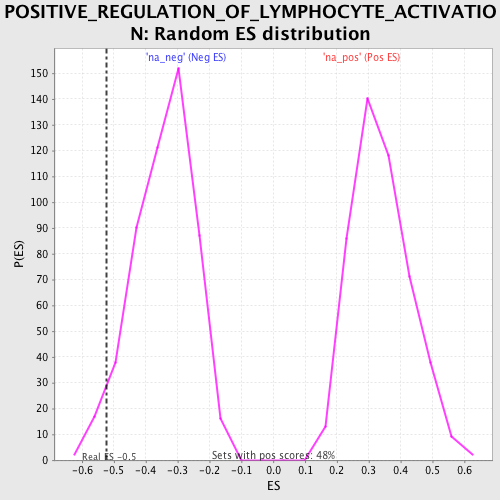 POSITIVE_REGULATION_OF_LYMPHOCYTE_ACTIVATIO
N: Random ES distribution
'na_neg' (Neg ES)
'na_pos' (Pos ES)
150
140
130
120
110
100
90
80
70
60
50
40
30
20
10
0
P(ES)
Real ES -0.5
Sets with pos scores: 48%
-0.6 -0.5 -0.4 -0.3 -0.2 -0.1 0.0 0.1 0.2 0.3 0.4 0.5 0.6
ES